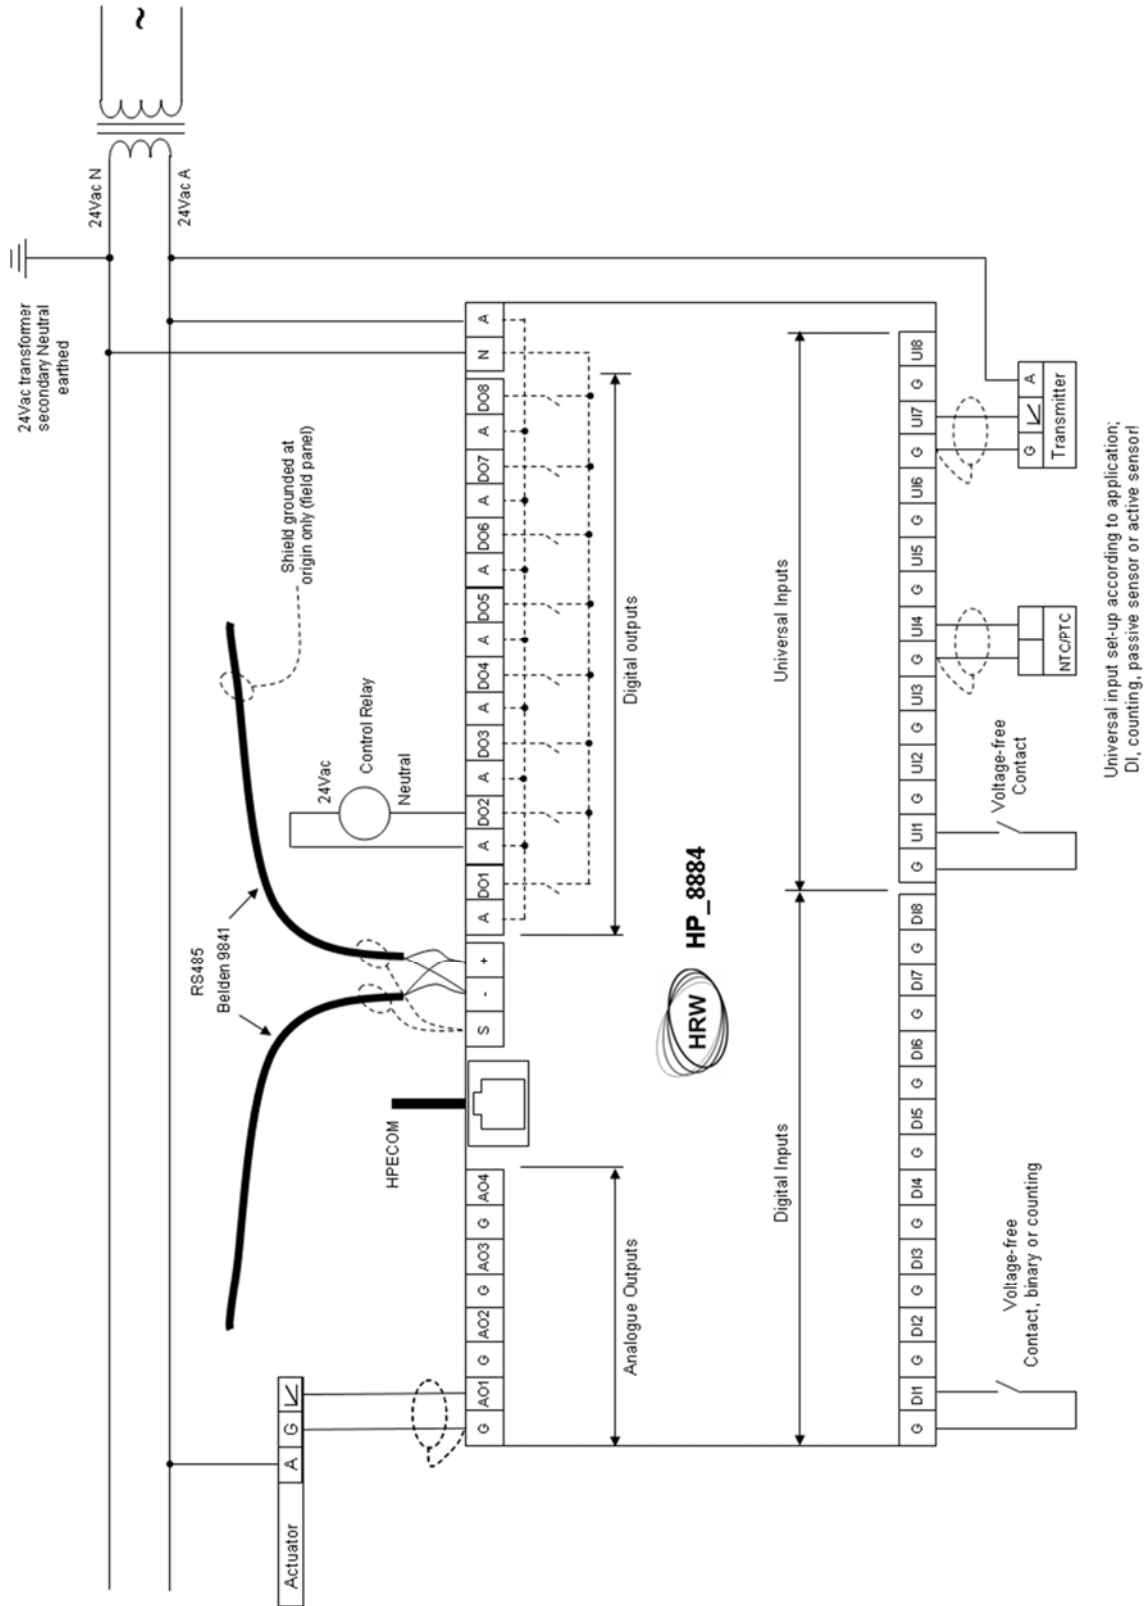 24Vac transformer
secondary Neutral
earthed
24Vac N
24Vac A
~
Actuator
A
G
RS485
Belden 9841
Shield grounded at
origin only (field panel)
24Vac
Control Relay
Neutral
HPECOM
G
AO1
G
AO2
G
AO3
G
AO4
S
-
+
A
DO1
A
DO2
A
DO3
A
DO4
A
DO5
A
DO6
A
DO7
A
DO8
N
A
Analogue Outputs
Digital outputs
HRW
HP_8884
Digital Inputs
Universal Inputs
G
DI1
G
DI2
G
DI3
G
DI4
G
DI5
G
DI6
G
DI7
G
DI8
G
UI1
G
UI2
G
UI3
G
UI4
G
UI5
G
UI6
G
UI7
G
UI8
Voltage-free
Contact, binary or counting
Voltage-free
Contact
NTC/PTC
G
A
Transmitter
Universal input set-up according to application;
DI, counting, passive sensor or active sensor!